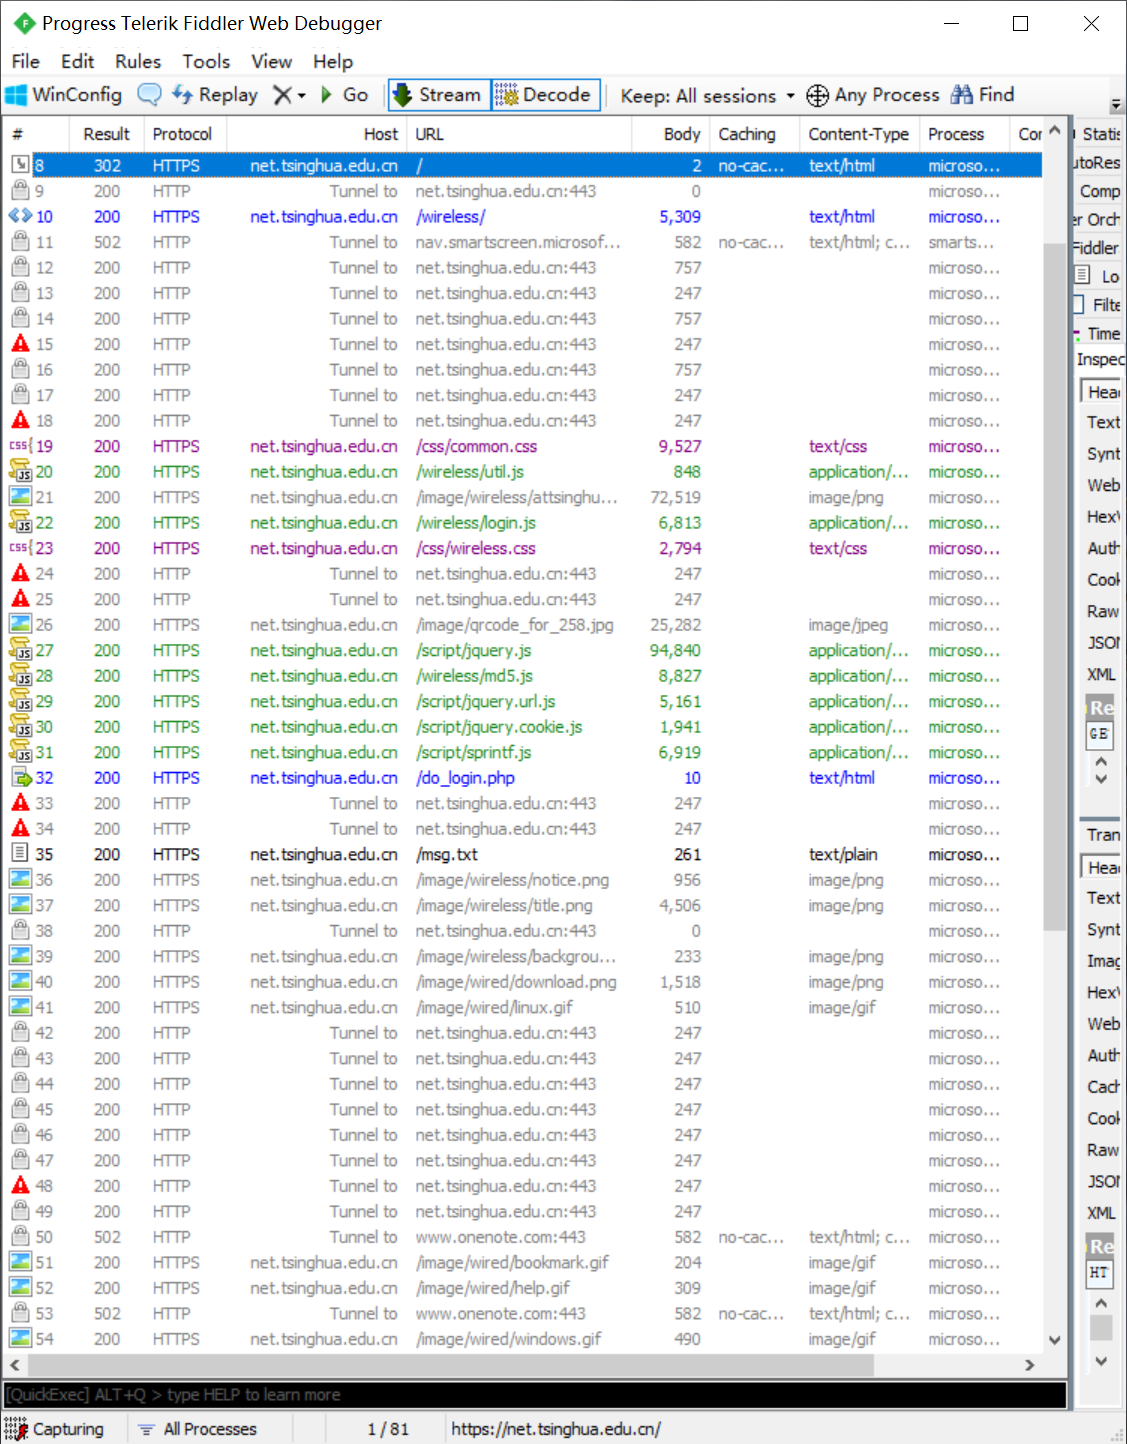 Progress Telerik Fiddler Web Debugger
File Edit Rules Tools View Help
WinConfig Replay Go Stream Decode Keep: All sessions Any Process Find
# Result Protocol Host URL Body Caching Content-Type Process Cor
8 302 HTTPS net.tsinghua.edu.cn / 2 no-cac... text/html microso...
9 200 HTTP Tunnel to net.tsinghua.edu.cn:443 0 microso...
10 200 HTTPS net.tsinghua.edu.cn /wireless/ 5,309 text/html microso...
11 502 HTTP Tunnel to nav.smartscreen.microsof... 582 no-cac... text/html; c... smarts...
12 200 HTTP Tunnel to net.tsinghua.edu.cn:443 757 microso...
13 200 HTTP Tunnel to net.tsinghua.edu.cn:443 247 microso...
14 200 HTTP Tunnel to net.tsinghua.edu.cn:443 757 microso...
15 200 HTTP Tunnel to net.tsinghua.edu.cn:443 247 microso...
16 200 HTTP Tunnel to net.tsinghua.edu.cn:443 757 microso...
17 200 HTTP Tunnel to net.tsinghua.edu.cn:443 247 microso...
18 200 HTTP Tunnel to net.tsinghua.edu.cn:443 247 microso...
19 200 HTTPS net.tsinghua.edu.cn /css/common.css 9,527 text/css microso...
20 200 HTTPS net.tsinghua.edu.cn /wireless/util.js 848 application/... microso...
21 200 HTTPS net.tsinghua.edu.cn /image/wireless/attsinghu... 72,519 image/png microso...
22 200 HTTPS net.tsinghua.edu.cn /wireless/login.js 6,813 application/... microso...
23 200 HTTPS net.tsinghua.edu.cn /css/wireless.css 2,794 text/css microso...
24 200 HTTP Tunnel to net.tsinghua.edu.cn:443 247 microso...
25 200 HTTP Tunnel to net.tsinghua.edu.cn:443 247 microso...
26 200 HTTPS net.tsinghua.edu.cn /image/qrcode_for_258.jpg 25,282 image/jpeg microso...
27 200 HTTPS net.tsinghua.edu.cn /script/jquery.js 94,840 application/... microso...
28 200 HTTPS net.tsinghua.edu.cn /wireless/md5.js 8,827 application/... microso...
29 200 HTTPS net.tsinghua.edu.cn /script/jquery.url.js 5,161 application/... microso...
30 200 HTTPS net.tsinghua.edu.cn /script/jquery.cookie.js 1,941 application/... microso...
31 200 HTTPS net.tsinghua.edu.cn /script/sprintf.js 6,919 application/... microso...
32 200 HTTPS net.tsinghua.edu.cn /do_login.php 10 text/html microso...
33 200 HTTP Tunnel to net.tsinghua.edu.cn:443 247 microso...
34 200 HTTP Tunnel to net.tsinghua.edu.cn:443 247 microso...
35 200 HTTPS net.tsinghua.edu.cn /msg.txt 261 text/plain microso...
36 200 HTTPS net.tsinghua.edu.cn /image/wireless/notice.png 956 image/png microso...
37 200 HTTPS net.tsinghua.edu.cn /image/wireless/title.png 4,506 image/png microso...
38 200 HTTP Tunnel to net.tsinghua.edu.cn:443 0 microso...
39 200 HTTPS net.tsinghua.edu.cn /image/wireless/backgrou... 233 image/png microso...
40 200 HTTPS net.tsinghua.edu.cn /image/wired/download.png 1,518 image/png microso...
41 200 HTTPS net.tsinghua.edu.cn /image/wired/linux.gif 510 image/gif microso...
42 200 HTTP Tunnel to net.tsinghua.edu.cn:443 247 microso...
43 200 HTTP Tunnel to net.tsinghua.edu.cn:443 247 microso...
44 200 HTTP Tunnel to net.tsinghua.edu.cn:443 247 microso...
45 200 HTTP Tunnel to net.tsinghua.edu.cn:443 247 microso...
46 200 HTTP Tunnel to net.tsinghua.edu.cn:443 247 microso...
47 200 HTTP Tunnel to net.tsinghua.edu.cn:443 247 microso...
48 200 HTTP Tunnel to net.tsinghua.edu.cn:443 247 microso...
49 200 HTTP Tunnel to net.tsinghua.edu.cn:443 247 microso...
50 502 HTTP Tunnel to www.onenote.com:443 582 no-cac... text/html; c... microso...
51 200 HTTPS net.tsinghua.edu.cn /image/wired/bookmark.gif 204 image/gif microso...
52 200 HTTPS net.tsinghua.edu.cn /image/wired/help.gif 309 image/gif microso...
53 502 HTTP Tunnel to www.onenote.com:443 582 no-cac... text/html; c... microso...
54 200 HTTPS net.tsinghua.edu.cn /image/wired/windows.gif 490 image/gif microso...
[QuickExec] ALT+Q > type HELP to learn more
Capturing All Processes 1 / 81 https://net.tsinghua.edu.cn/
Statis
utoRes
Comp
er Orch
Fiddler
Lo
Filte
Time
Inspec
Head
Text
Synt
Web
HexV
Auth
Cook
Raw
JSON
XML
Re
GE
Tran
Head
Text
Synt
Imag
HexV
Web
Auth
Cach
Cook
Raw
JSON
XML
Re
HT